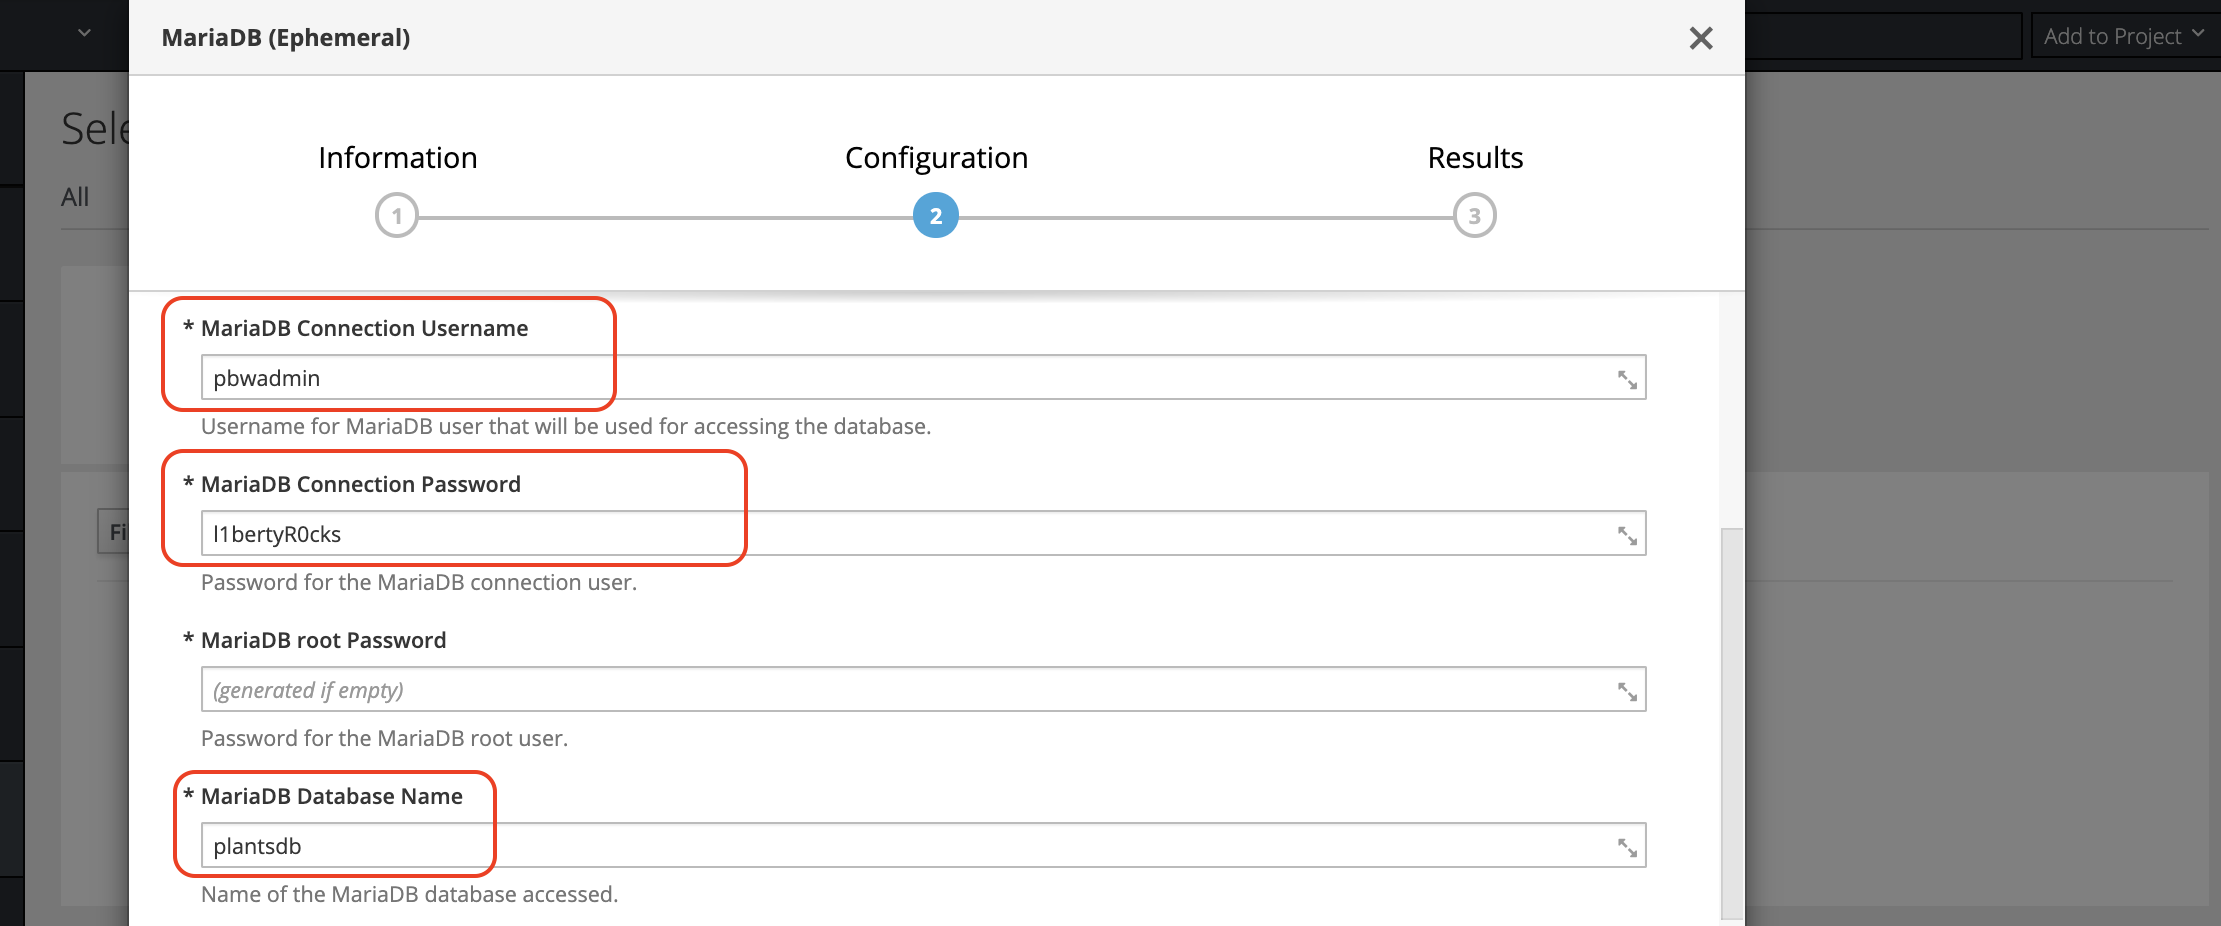 MariaDB (Ephemeral)
Add to Project
Sele
All
Information
Configuration
Results
1
2
3
* MariaDB Connection Username
pbwadmin
Username for MariaDB user that will be used for accessing the database.
* MariaDB Connection Password
l1bertyR0cks
Fi
Password for the MariaDB connection user.
* MariaDB root Password
(generated if empty)
Password for the MariaDB root user.
* MariaDB Database Name
plantsdb
Name of the MariaDB database accessed.